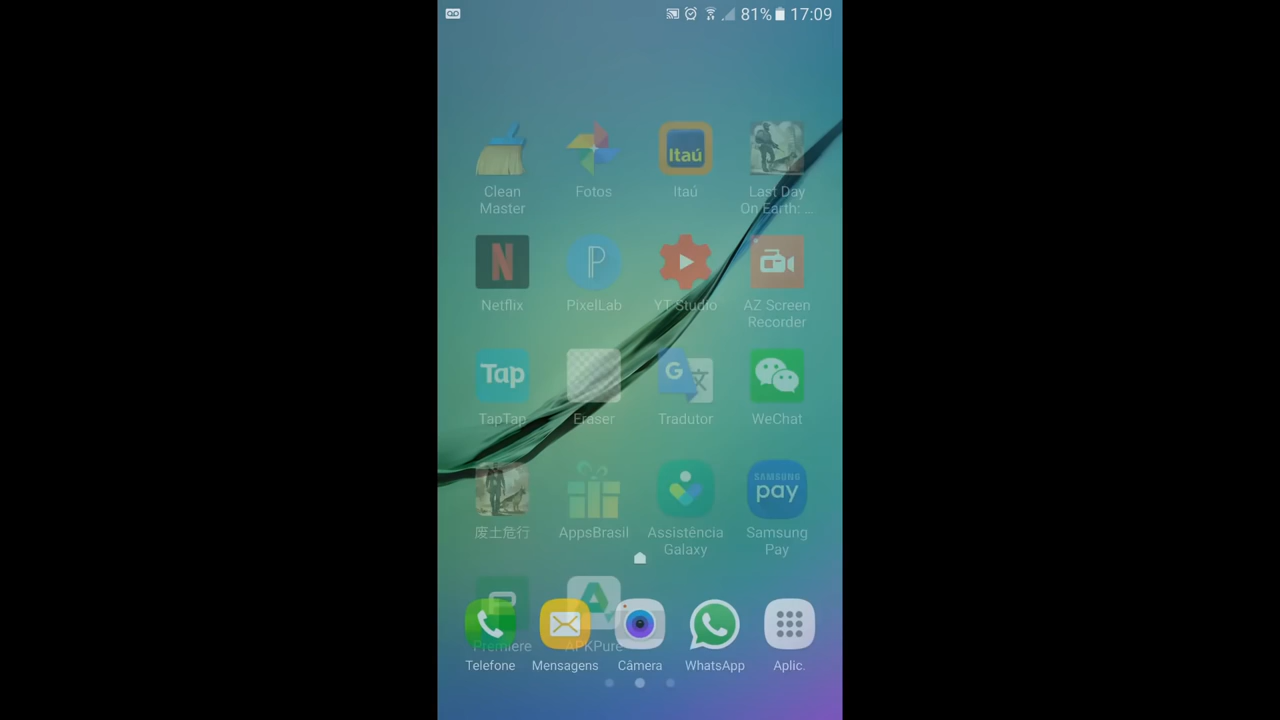 81% 17:09
Itaú
Clean
Master
Fotos
Itaú
Last Day
On Earth: ...
N
P
Netflix
PixelLab
YT Studio
AZ Screen
Recorder
Tap
G
文
TapTap
Eraser
Tradutor
WeChat
SAMSUNG
pay
废土危行
AppsBrasil
Assistência
Galaxy
Samsung
Pay
Premiere
APKPure
Telefone
Mensagens
Câmera
WhatsApp
Aplic.